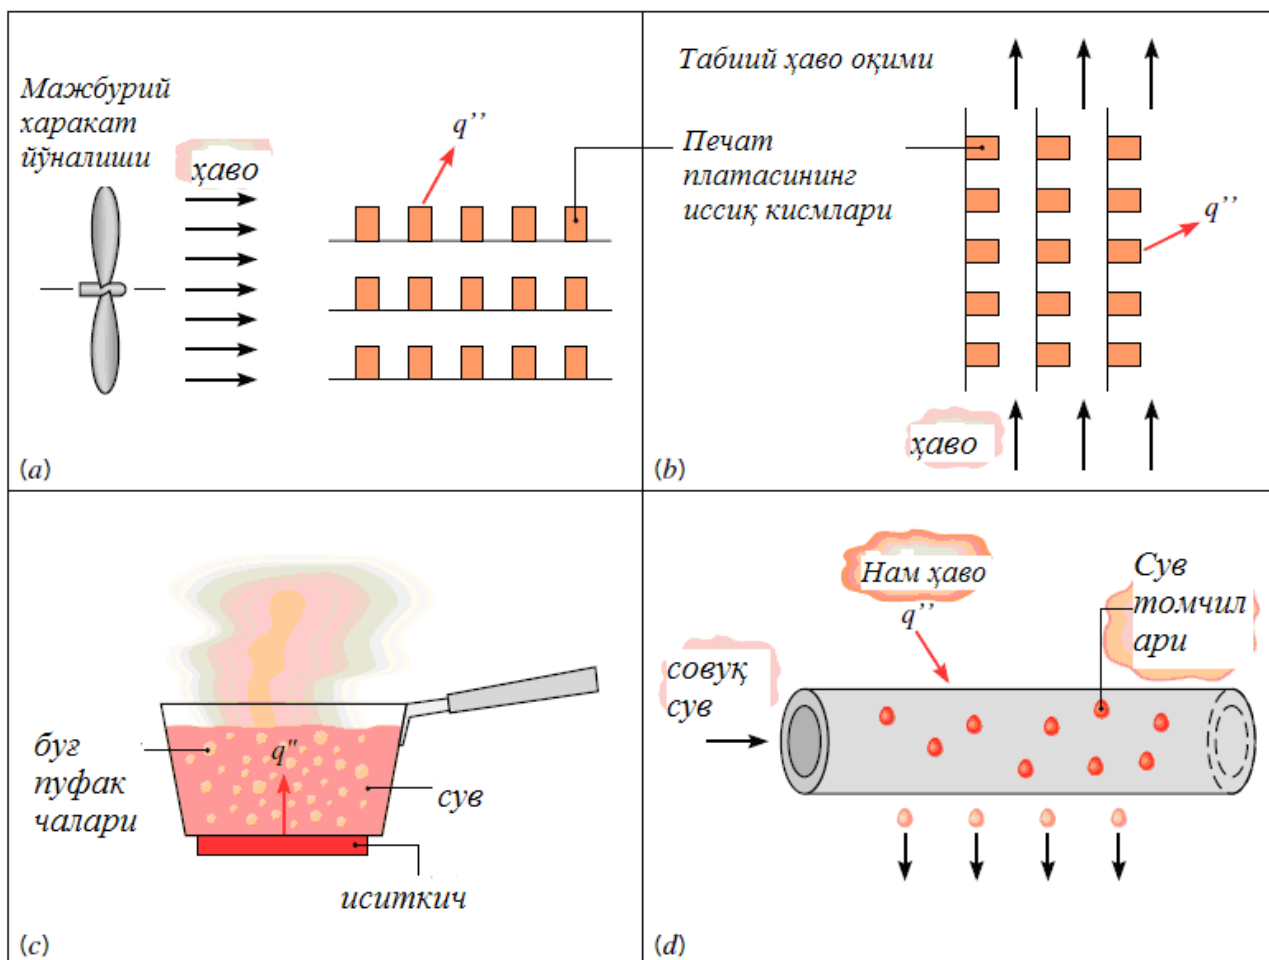 Мажбурий
харакат
йўналиши
ҳаво
q’’
(a)
Табиий ҳаво оқими
Печат
платасининг
иссиқ кисмлари
q’’
ҳаво
(b)
буғ
пуфак
чалари
q"
сув
иситкич
(c)
Нам ҳаво
q’’
Сув
томчил
ари
совуқ
сув
(d)